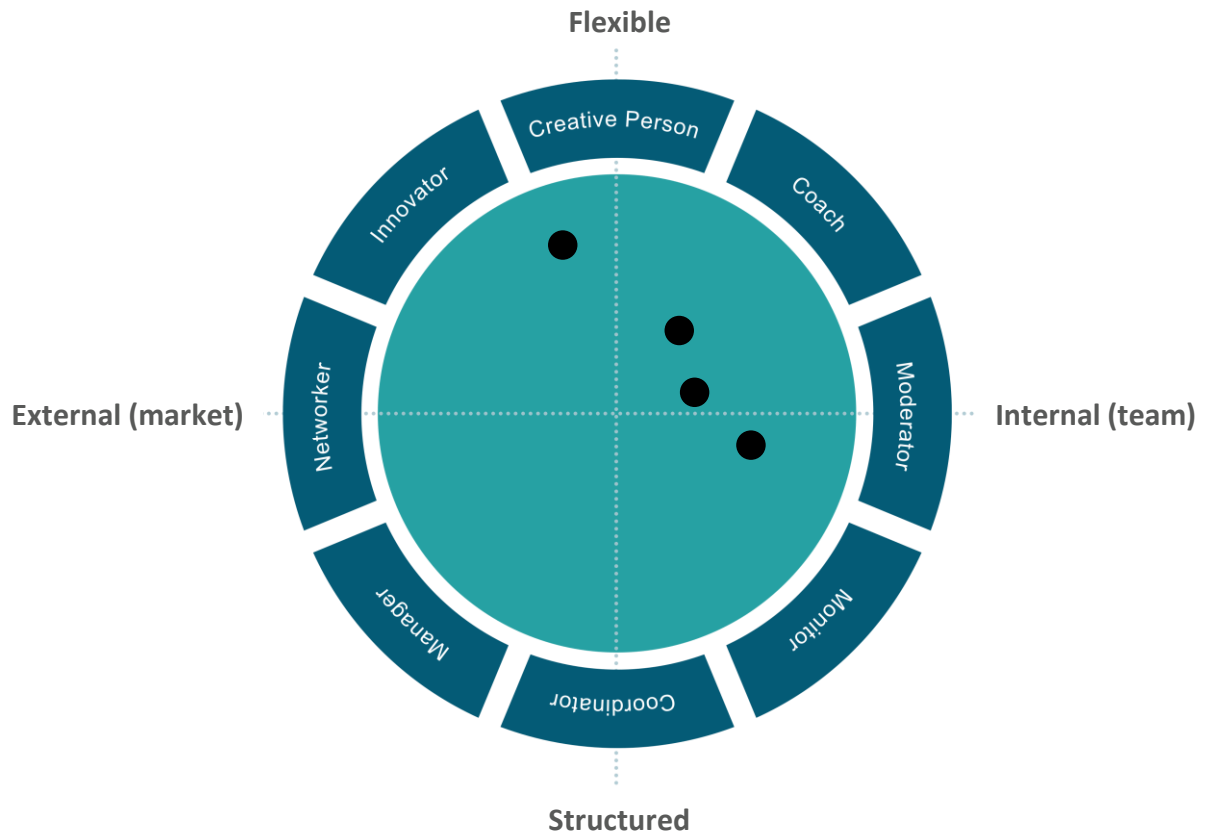 Flexible
Creative Person
Innovator
Coach
Networker
Moderator
External (market)
Internal (team)
Manager
Monitor
Coordinator
Structured